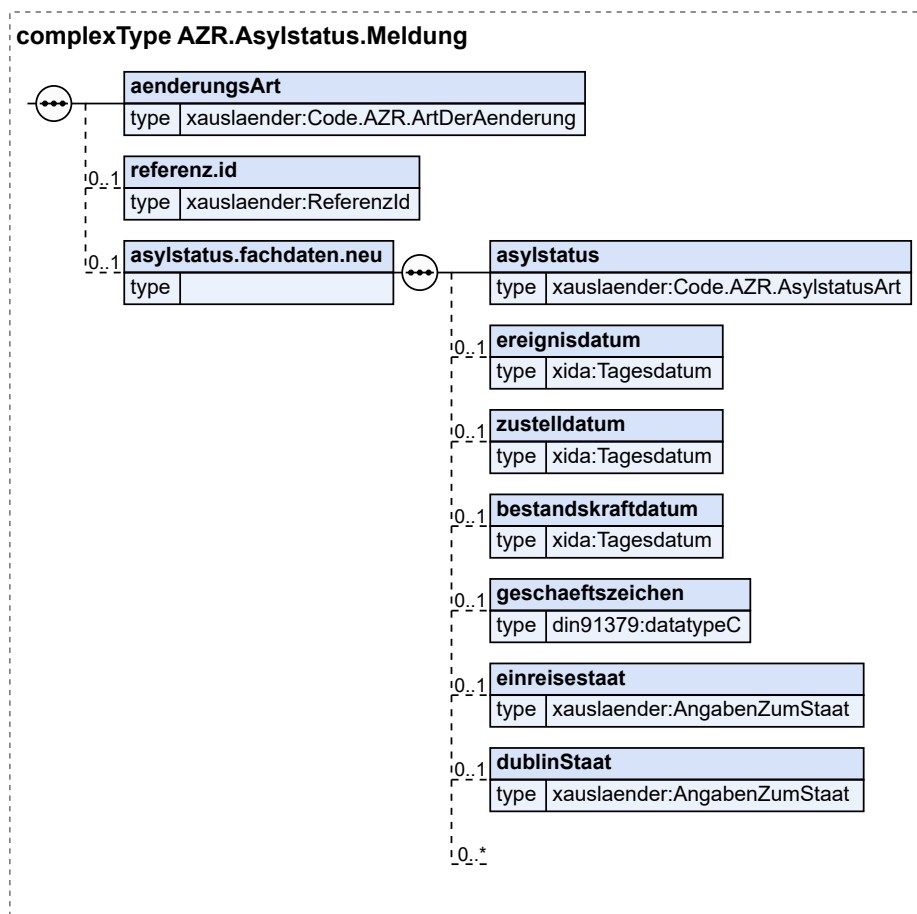 complexType AZR.Asylstatus.Meldung
aenderungsArt
type xauslaender:Code.AZR.ArtDerAenderung
0..1 referenz.id
type xauslaender:ReferenzId
0..1 asylstatus.fachdaten.neu
type
asylstatus
type xauslaender:Code.AZR.AsylstatusArt
0..1 ereignisdatum
type xida:Tagesdatum
0..1 zustelldatum
type xida:Tagesdatum
0..1 bestandskraftdatum
type xida:Tagesdatum
0..1 geschaeftszeichen
type din91379:datatypeC
0..1 einreisestaat
type xauslaender:AngabenZumStaat
0..1 dublinStaat
type xauslaender:AngabenZumStaat
0..*